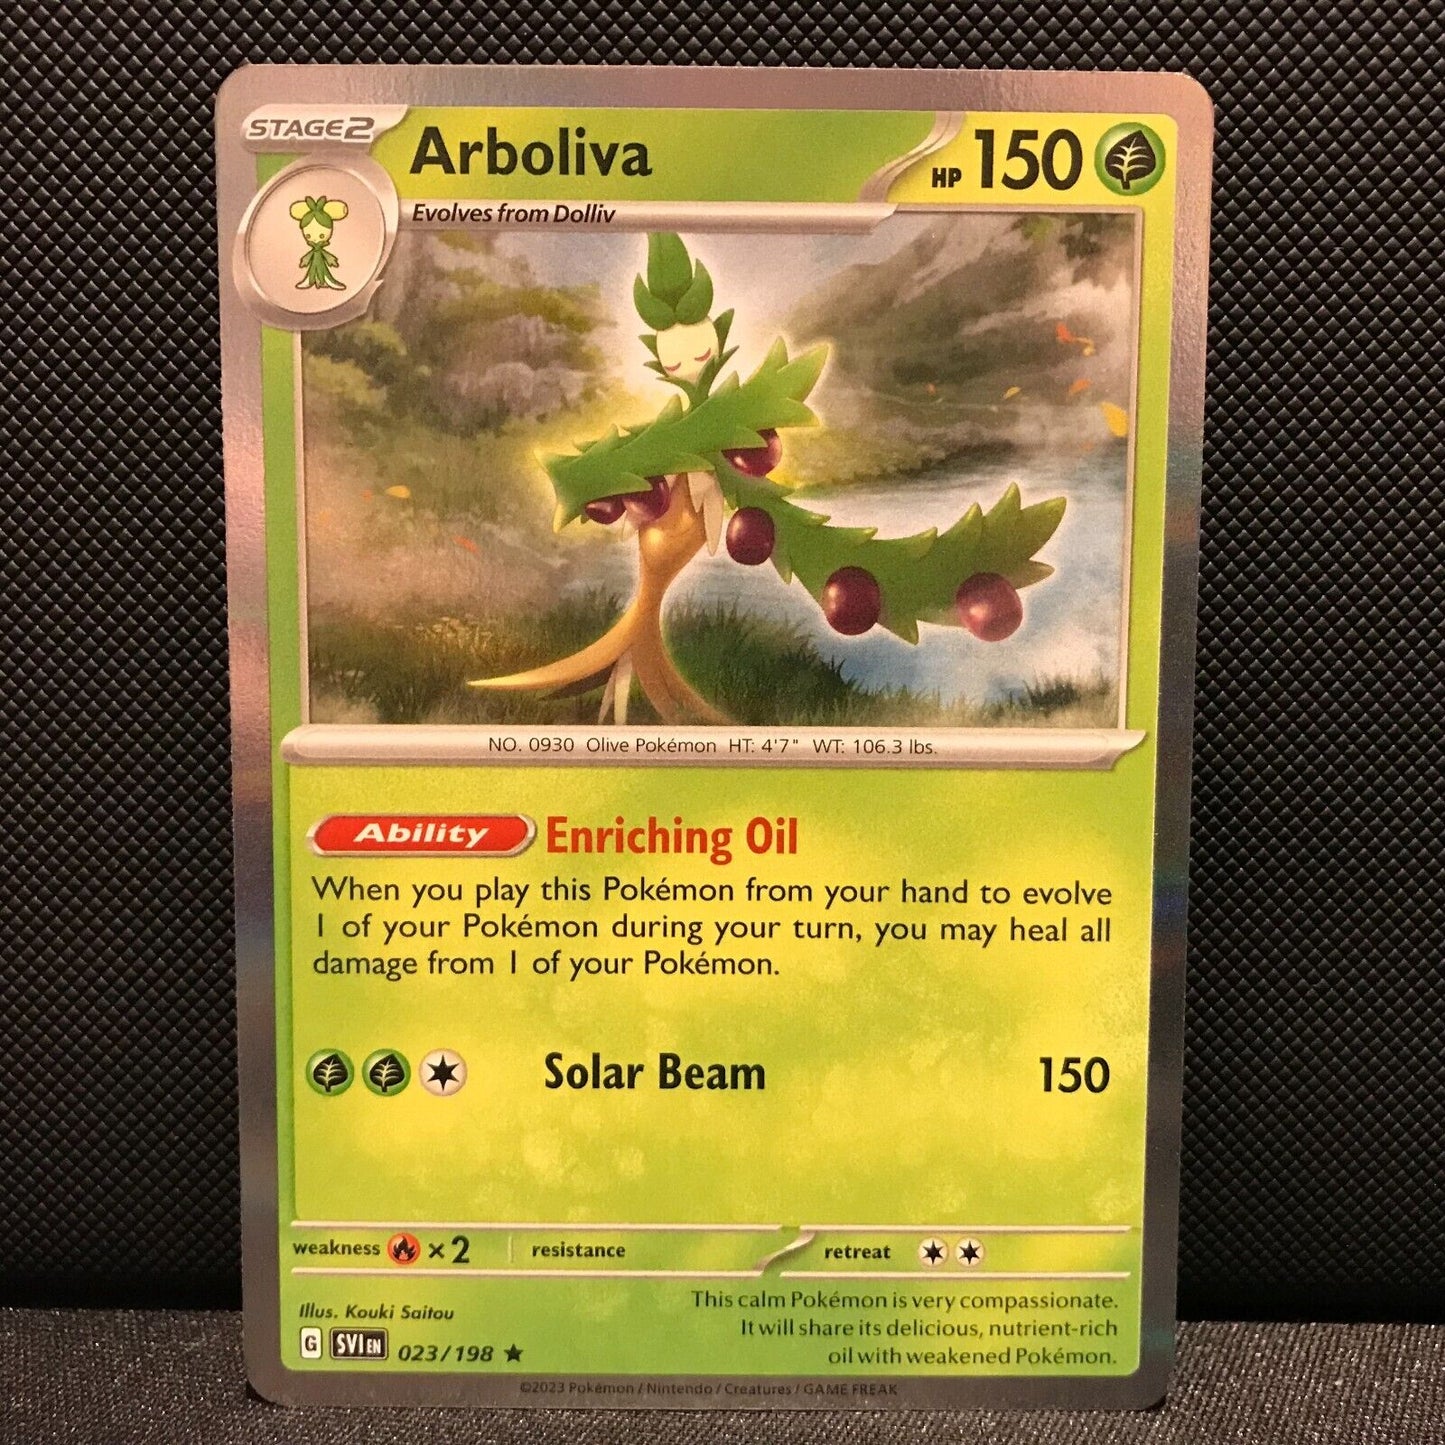 STAGE2
Arboliva
HP 150
Evolves from Dolliv
NO. 0930 Olive Pokémon HT: 4'7" WT: 106.3 lbs.
Ability Enriching Oil
When you play this Pokémon from your hand to evolve
1 of your Pokémon during your turn, you may heal all
damage from 1 of your Pokémon.
Solar Beam 150
weakness ×2 resistance retreat
Illus. Kouki Saitou
G SVI EN 023/198
This calm Pokémon is very compassionate.
It will share its delicious, nutrient-rich
oil with weakened Pokémon.
©2023 Pokémon / Nintendo / Creatures / GAME FREAK